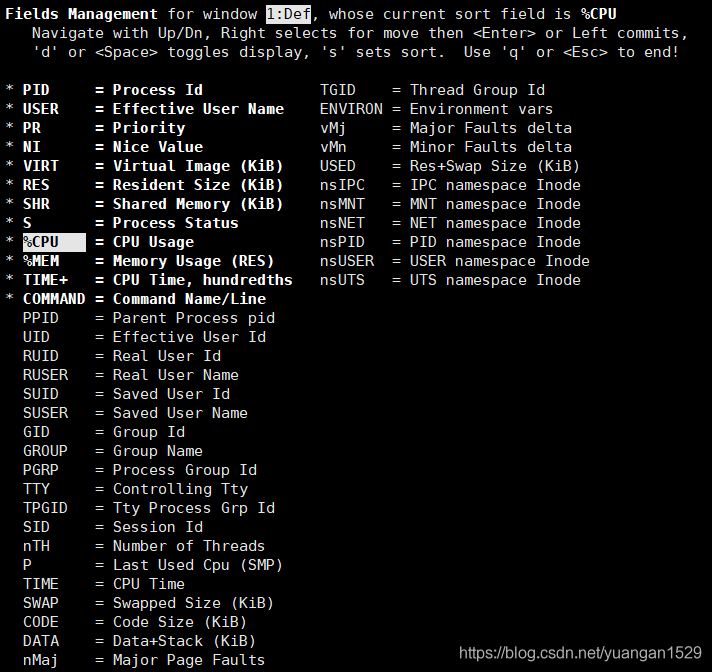 Fields Management for window 1:Def, whose current sort field is %CPU
Navigate with Up/Dn, Right selects for move then <Enter> or Left commits,
'd' or <Space> toggles display, 's' sets sort.  Use 'q' or <Esc> to end!
* PID     = Process Id             TGID    = Thread Group Id
* USER    = Effective User Name    ENVIRON = Environment vars
* PR      = Priority               vMj     = Major Faults delta
* NI      = Nice Value             vMn     = Minor Faults delta
* VIRT    = Virtual Image (KiB)    USED    = Res+Swap Size (KiB)
* RES     = Resident Size (KiB)    nsIPC   = IPC namespace Inode
* SHR     = Shared Memory (KiB)    nsMNT   = MNT namespace Inode
* S       = Process Status         nsNET   = NET namespace Inode
* %CPU    = CPU Usage              nsPID   = PID namespace Inode
* %MEM    = Memory Usage (RES)     nsUSER  = USER namespace Inode
* TIME+   = CPU Time, hundredths   nsUTS   = UTS namespace Inode
* COMMAND = Command Name/Line
PPID    = Parent Process pid
UID     = Effective User Id
RUID    = Real User Id
RUSER   = Real User Name
SUID    = Saved User Id
SUSER   = Saved User Name
GID     = Group Id
GROUP   = Group Name
PGRP    = Process Group Id
TTY     = Controlling Tty
TPGID   = Tty Process Grp Id
SID     = Session Id
nTH     = Number of Threads
P       = Last Used Cpu (SMP)
TIME    = CPU Time
SWAP    = Swapped Size (KiB)
CODE    = Code Size (KiB)
DATA    = Data+Stack (KiB)
nMaj    = Major Page Faults
https://blog.csdn.net/yuangan1529